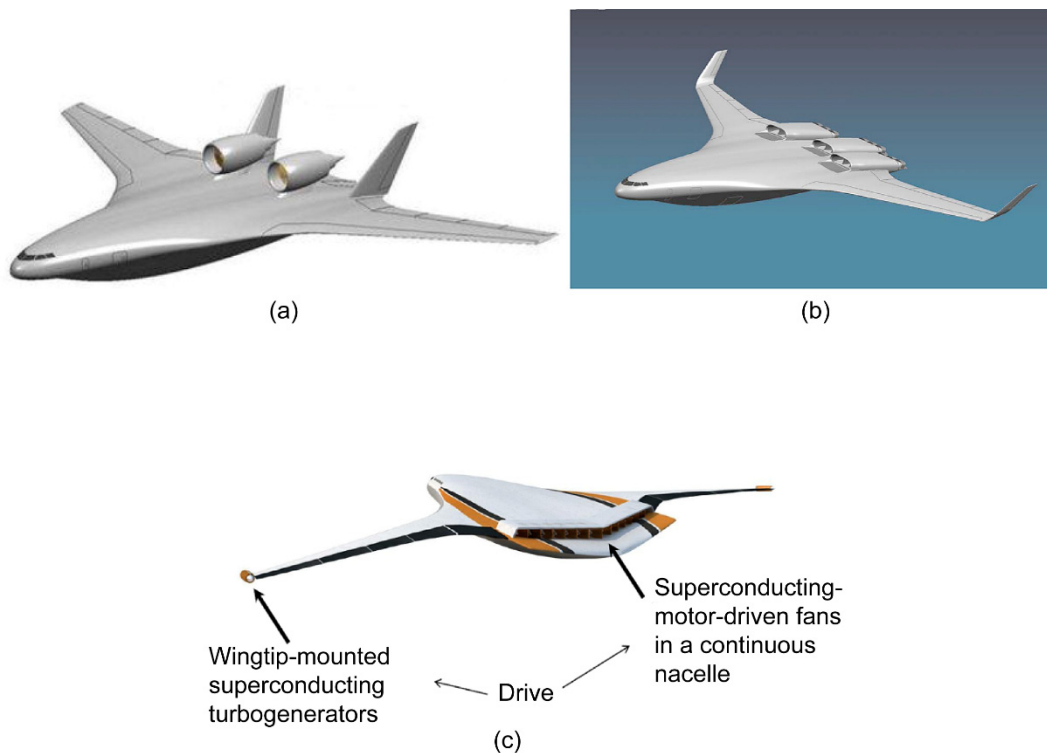 (a)
(b)
Superconducting-
motor-driven fans
in a continuous
nacelle
Wingtip-mounted
superconducting
turbogenerators
Drive
(c)